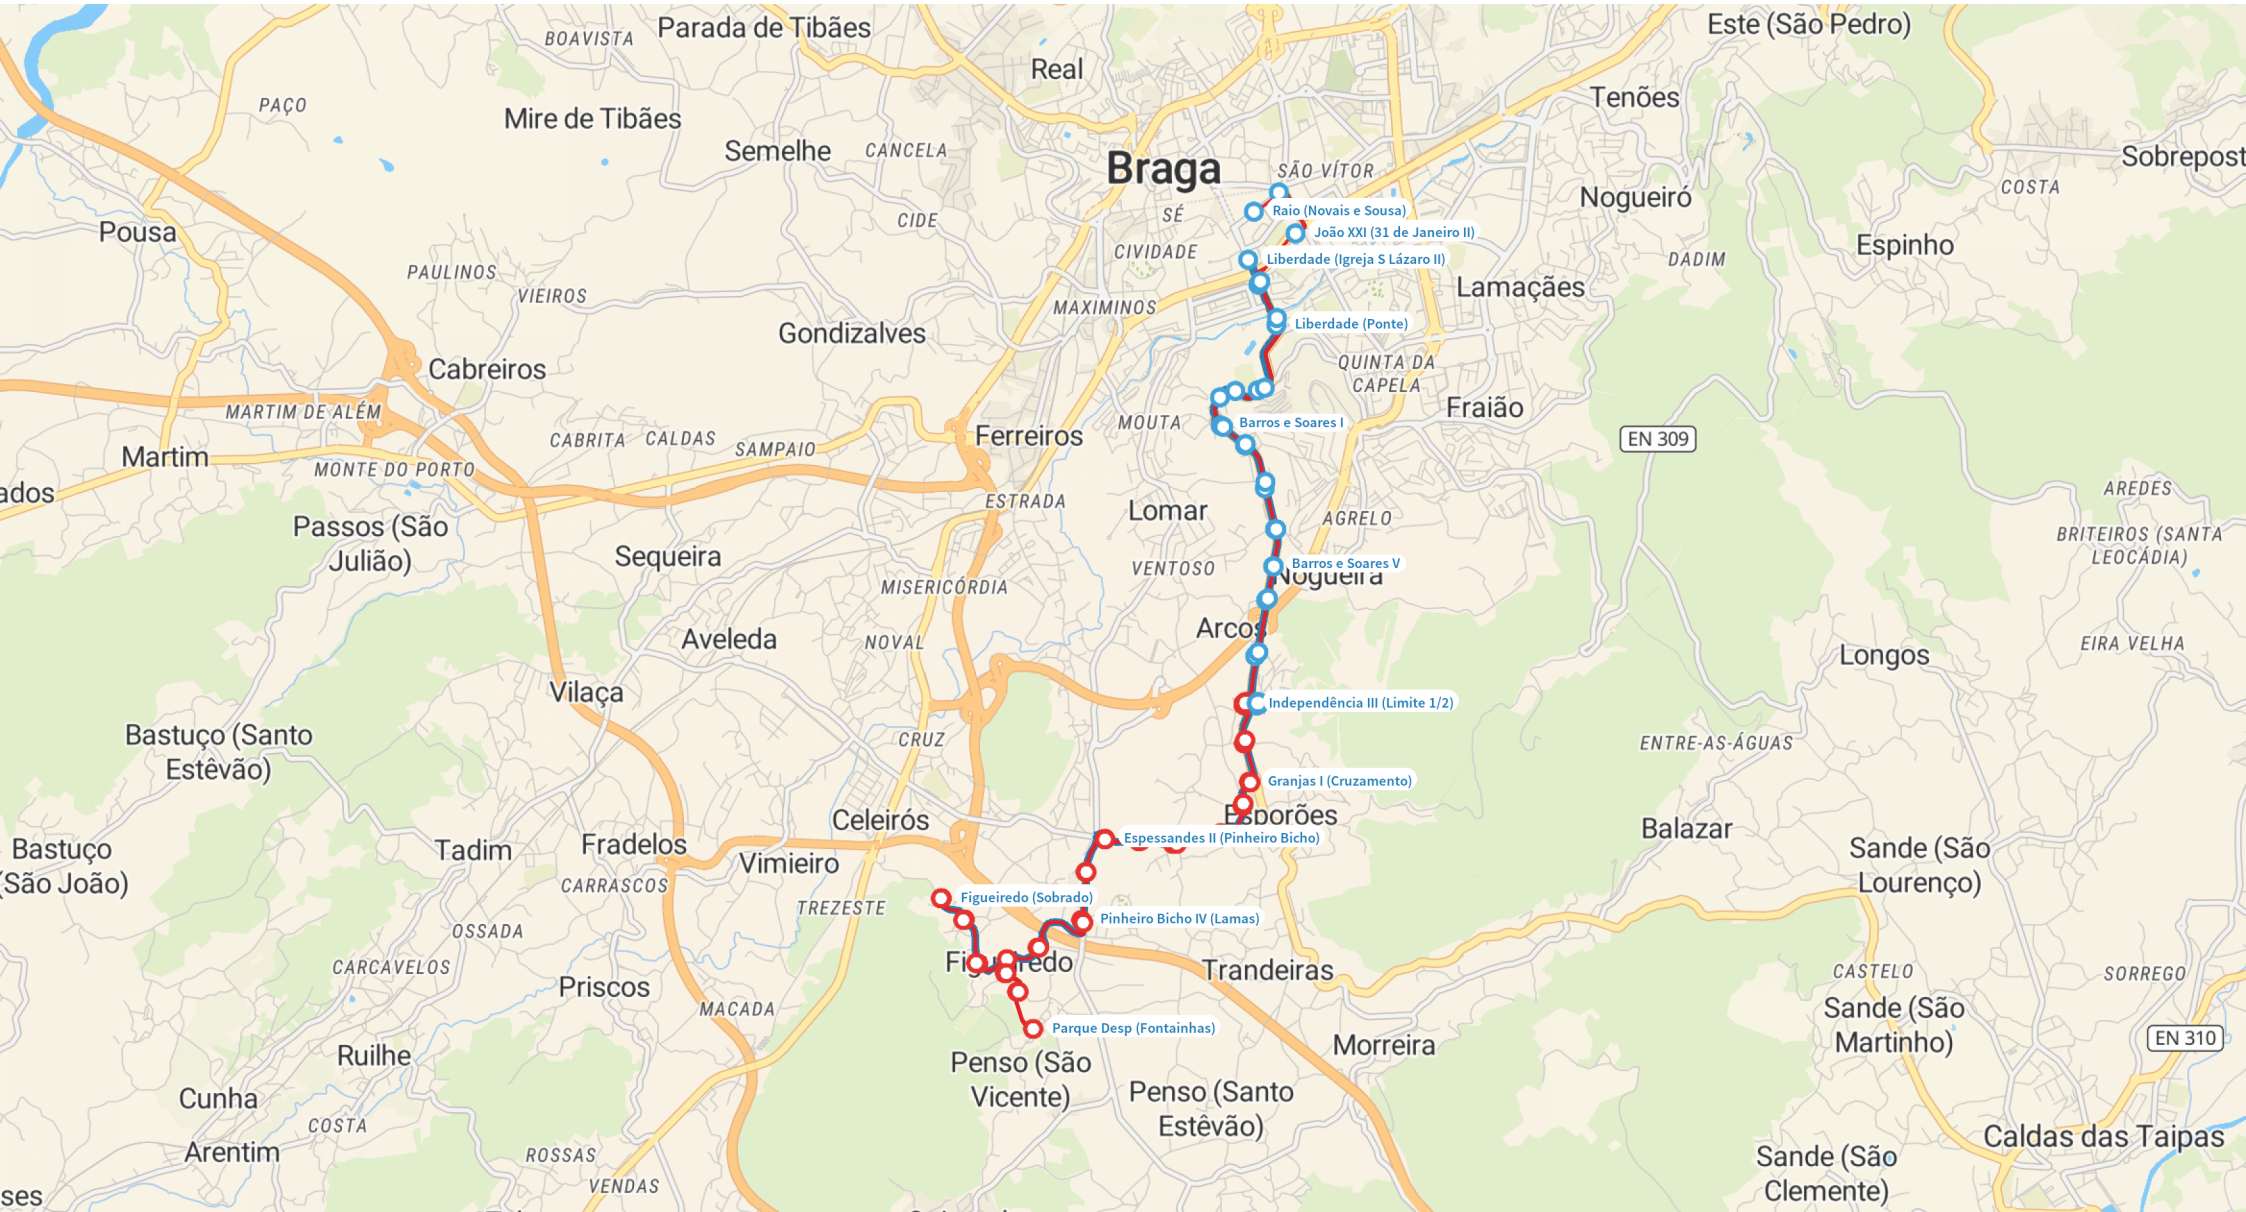 Parada de Tibães
Este (São Pedro)
BOAVISTA
Real
Tenões
PAÇO
Mire de Tibães
Semelhe
CANCELA
Braga
SÃO VÍTOR
Sobrepost
COSTA
Nogueiró
SÉ
Raio (Novais e Sousa)
CIDE
Pousa
João XXI (31 de Janeiro II)
CIVIDADE
Espinho
Liberdade (Igreja S Lázaro II)
DADIM
PAULINOS
VIEIROS
Lamaçães
MAXIMINOS
Gondizalves
Liberdade (Ponte)
QUINTA DA
CAPELA
Cabreiros
MARTIM DE ALÉM
Fraião
MOUTA
Barros e Soares I
CABRITA
CALDAS
SAMPAIO
Ferreiros
EN 309
Martim
MONTE DO PORTO
ados
ESTRADA
AREDES
Lomar
AGRELO
Passos (São
Julião)
BRITEIROS (SANTA
LEOCÁDIA)
Sequeira
VENTOSO
Barros e Soares V
Nogueira
MISERICÓRDIA
Arcos
Aveleda
NOVAL
EIRA VELHA
Longos
Vilaça
Independência III (Limite 1/2)
Bastuço (Santo
Estêvão)
CRUZ
ENTRE-AS-ÁGUAS
Granjas I (Cruzamento)
Esporões
Celeirós
Balazar
Espessandes II (Pinheiro Bicho)
Fradelos
Tadim
Vimieiro
Bastuço
(São João)
Sande (São
Lourenço)
CARRASCOS
Figueiredo (Sobrado)
TREZESTE
Pinheiro Bicho IV (Lamas)
OSSADA
Figueiredo
CARCAVELOS
Trandeiras
CASTELO
SORREGO
Priscos
MACADA
Sande (São
Martinho)
Parque Desp (Fontainhas)
EN 310
Morreira
Ruilhe
Penso (São
Vicente)
Penso (Santo
Estêvão)
Cunha
COSTA
Caldas das Taipas
Arentim
ROSSAS
Sande (São
Clemente)
VENDAS
ses